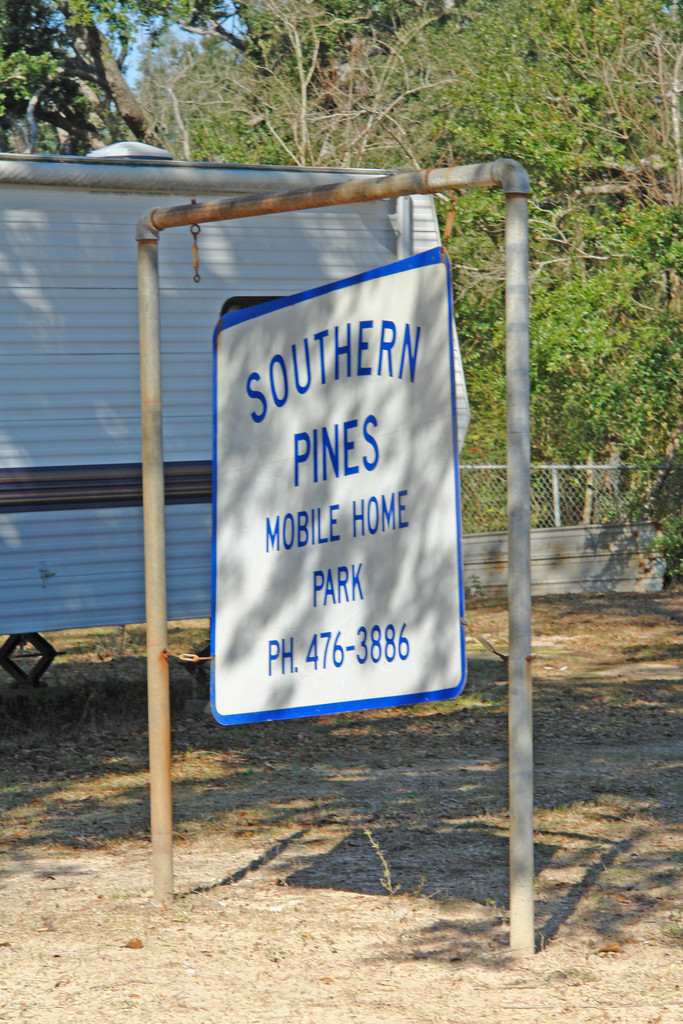 SOUTHERN
PINES
MOBILE HOME
PARK
PH. 476-3886